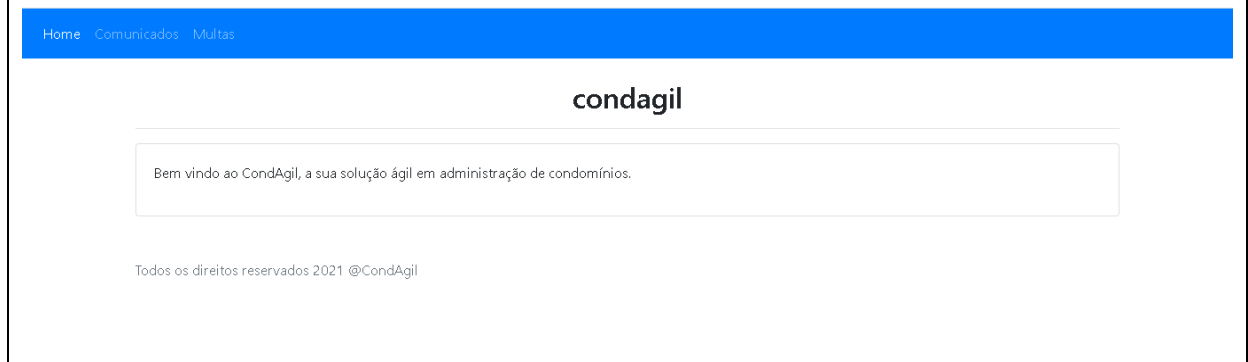 Home Comunicados Multas
condagil
Bem vindo ao CondAgil, a sua solução ágil em administração de condomínios.
Todos os direitos reservados 2021 @CondAgil